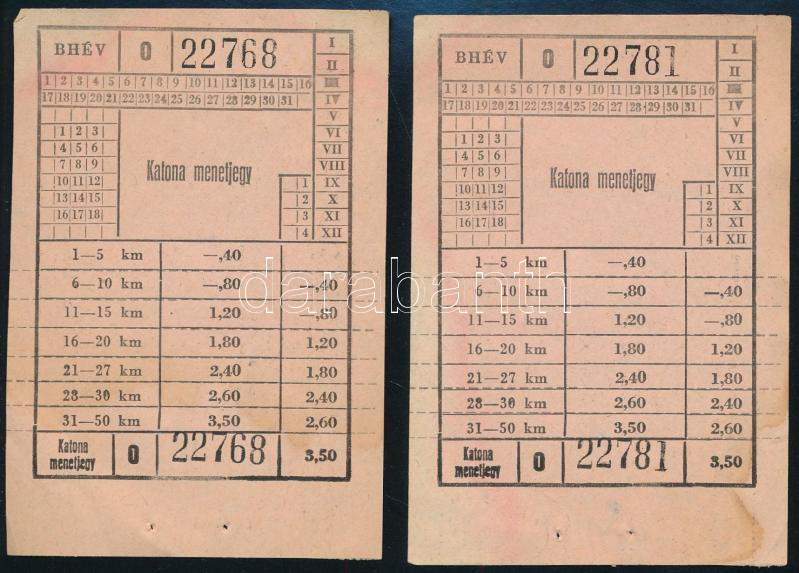 BHÉV 0 22768 I
II
1 2 3 4 5 6 7 8 9 10 11 12 13 14 15 16 III
17 18 19 20 21 22 23 24 25 26 27 28 29 30 31 IV
V
1 2 3 VI
4 5 6 VII
7 8 9 Katona menetjegy VIII
10 11 12 1 IX
13 14 15 2 X
16 17 18 3 XI
4 XII
1—5 km —,40
6—10 km —,80 —,40
11—15 km 1,20 —,80
16—20 km 1,80 1,20
21—27 km 2,40 1,80
28—30 km 2,60 2,40
31—50 km 3,50 2,60
Katona menetjegy 0 22768 3,50
BHÉV 0 22781 I
II
1 2 3 4 5 6 7 8 9 10 11 12 13 14 15 16 III
17 18 19 20 21 22 23 24 25 26 27 28 29 30 31 IV
V
1 2 3 VI
4 5 6 VII
7 8 9 Katona menetjegy VIII
10 11 12 1 IX
13 14 15 2 X
16 17 18 3 XI
4 XII
1—5 km —,40
6—10 km —,80 —,40
11—15 km 1,20 —,80
16—20 km 1,80 1,20
21—27 km 2,40 1,80
28—30 km 2,60 2,40
31—50 km 3,50 2,60
Katona menetjegy 0 22781 3,50
darabanth